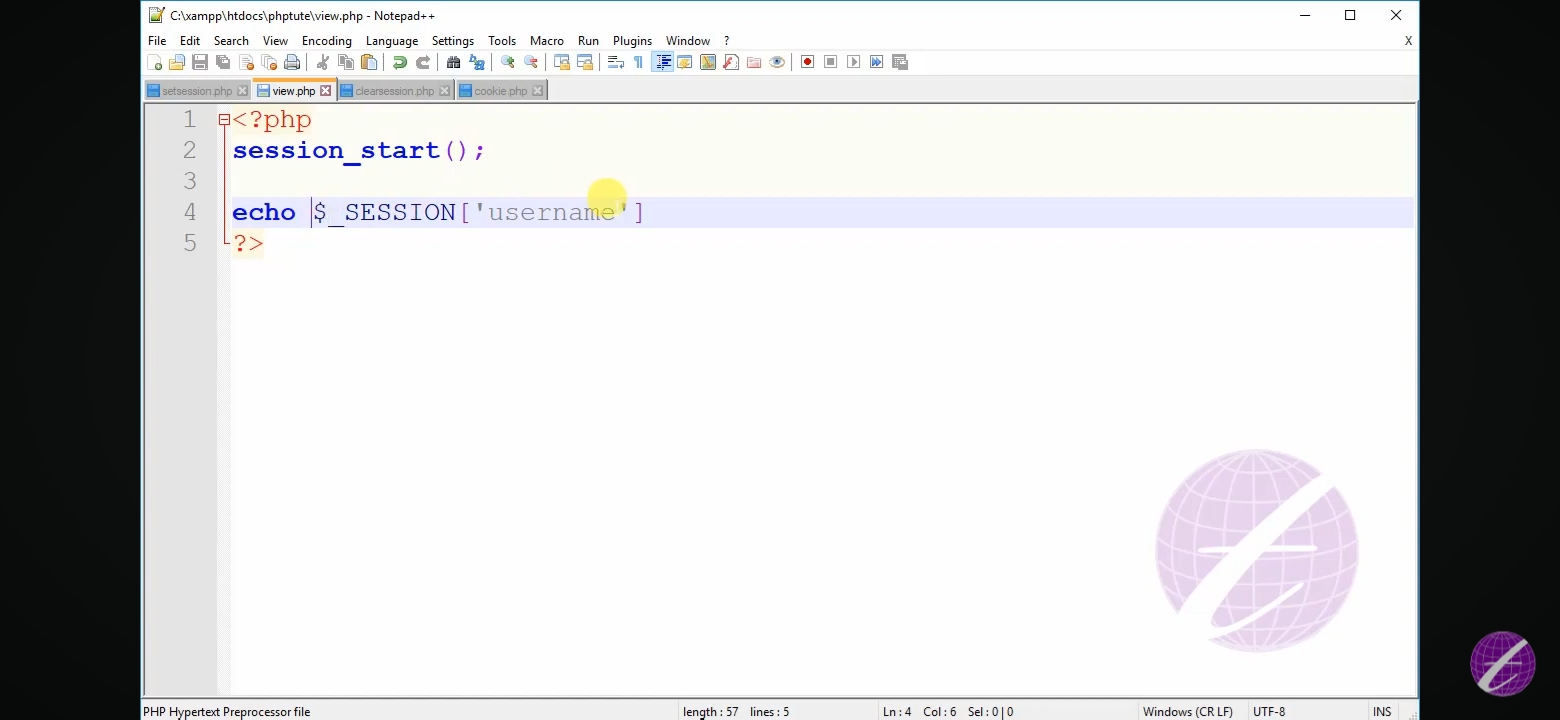 C:\xampp\htdocs\phptute\view.php - Notepad++
File Edit Search View Encoding Language Settings Tools Macro Run Plugins Window ? X
setsession.php view.php clearsession.php cookie.php
1 <?php
2 session_start();
3
4 echo $_SESSION['username']
5 ?>
PHP Hypertext Preprocessor file length : 57 lines : 5 Ln : 4 Col : 6 Sel : 0 | 0 Windows (CR LF) UTF-8 INS